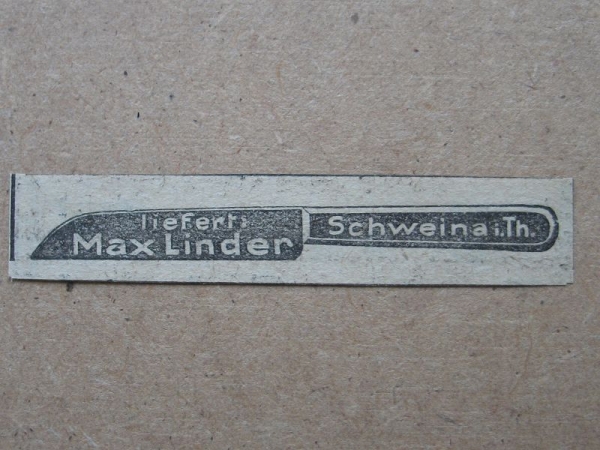 liefert:
Max Linder
Schweina i. Th.